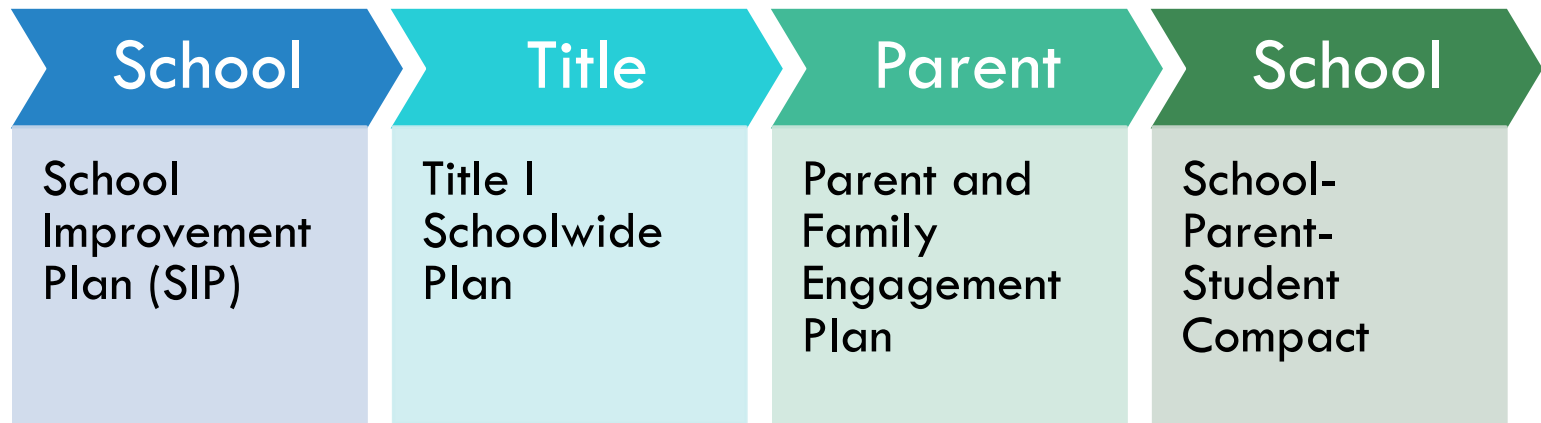 School
School
Improvement
Plan (SIP)
Title
Title I
Schoolwide
Plan
Parent
Parent and
Family
Engagement
Plan
School
School-
Parent-
Student
Compact